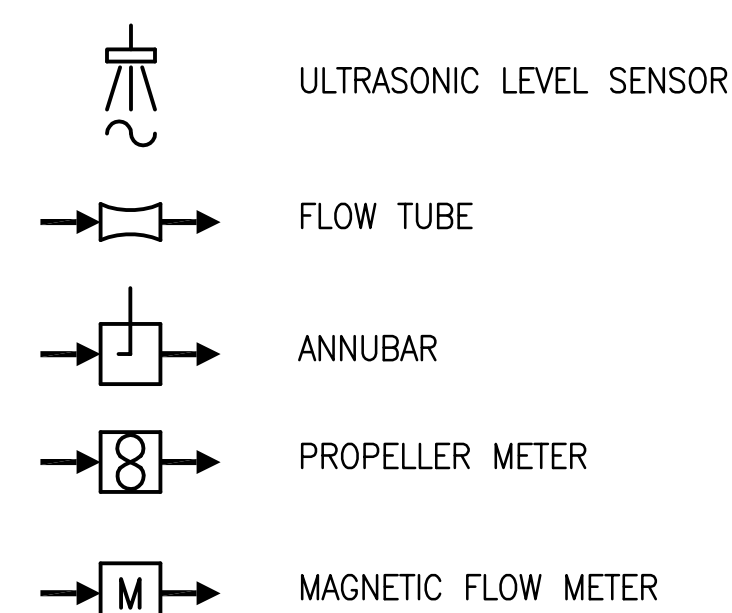 ULTRASONIC LEVEL SENSOR
FLOW TUBE
ANNUBAR
PROPELLER METER
M MAGNETIC FLOW METER